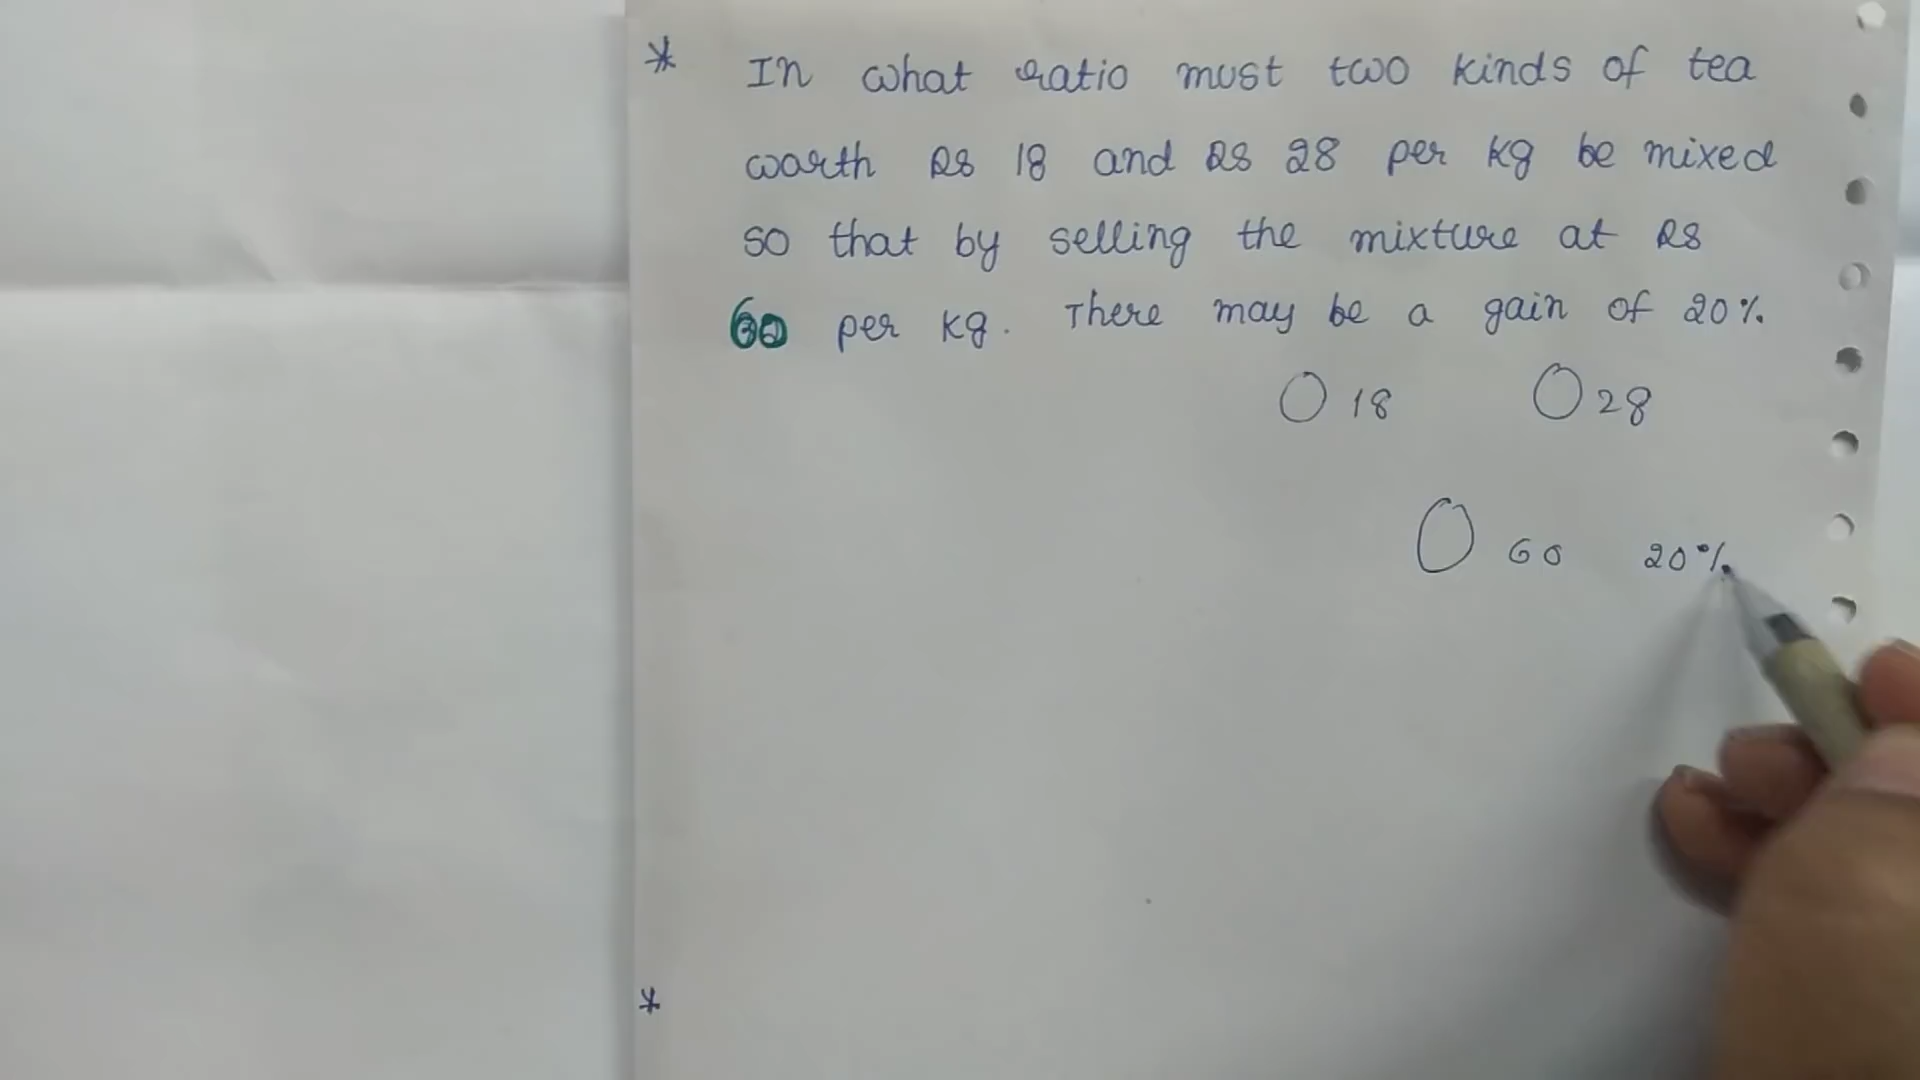 * In what ratio must two kinds of tea
worth Rs 18 and Rs 28 per kg be mixed
so that by selling the mixture at Rs
60 per kg. There may be a gain of 20%.
18 28
60 20%
*